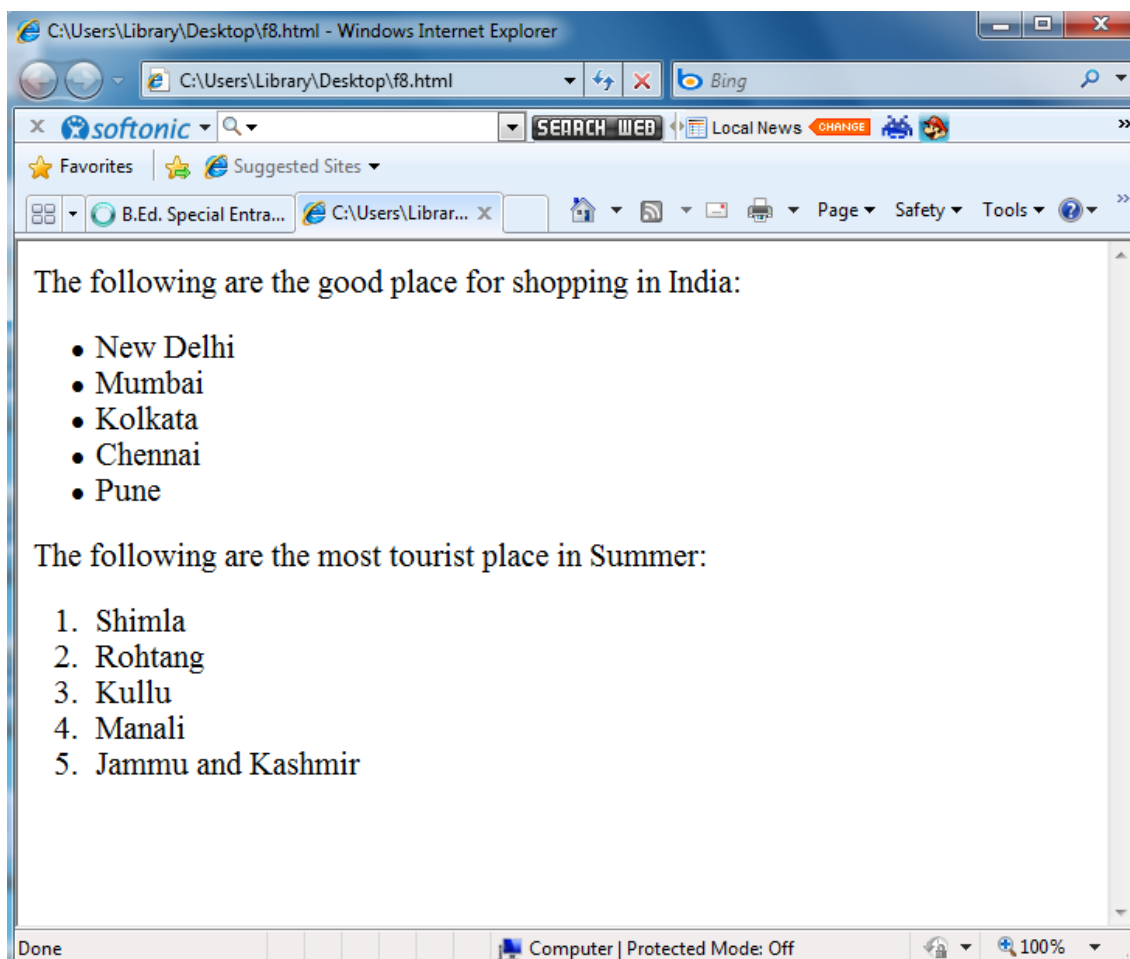 C:\Users\Library\Desktop\f8.html - Windows Internet Explorer
C:\Users\Library\Desktop\f8.html Bing
softonic SEARCH WEB Local News CHANGE
Favorites Suggested Sites
B.Ed. Special Entra... C:\Users\Librar... Page Safety Tools
The following are the good place for shopping in India:
• New Delhi
• Mumbai
• Kolkata
• Chennai
• Pune
The following are the most tourist place in Summer:
1. Shimla
2. Rohtang
3. Kullu
4. Manali
5. Jammu and Kashmir
Done Computer | Protected Mode: Off 100%